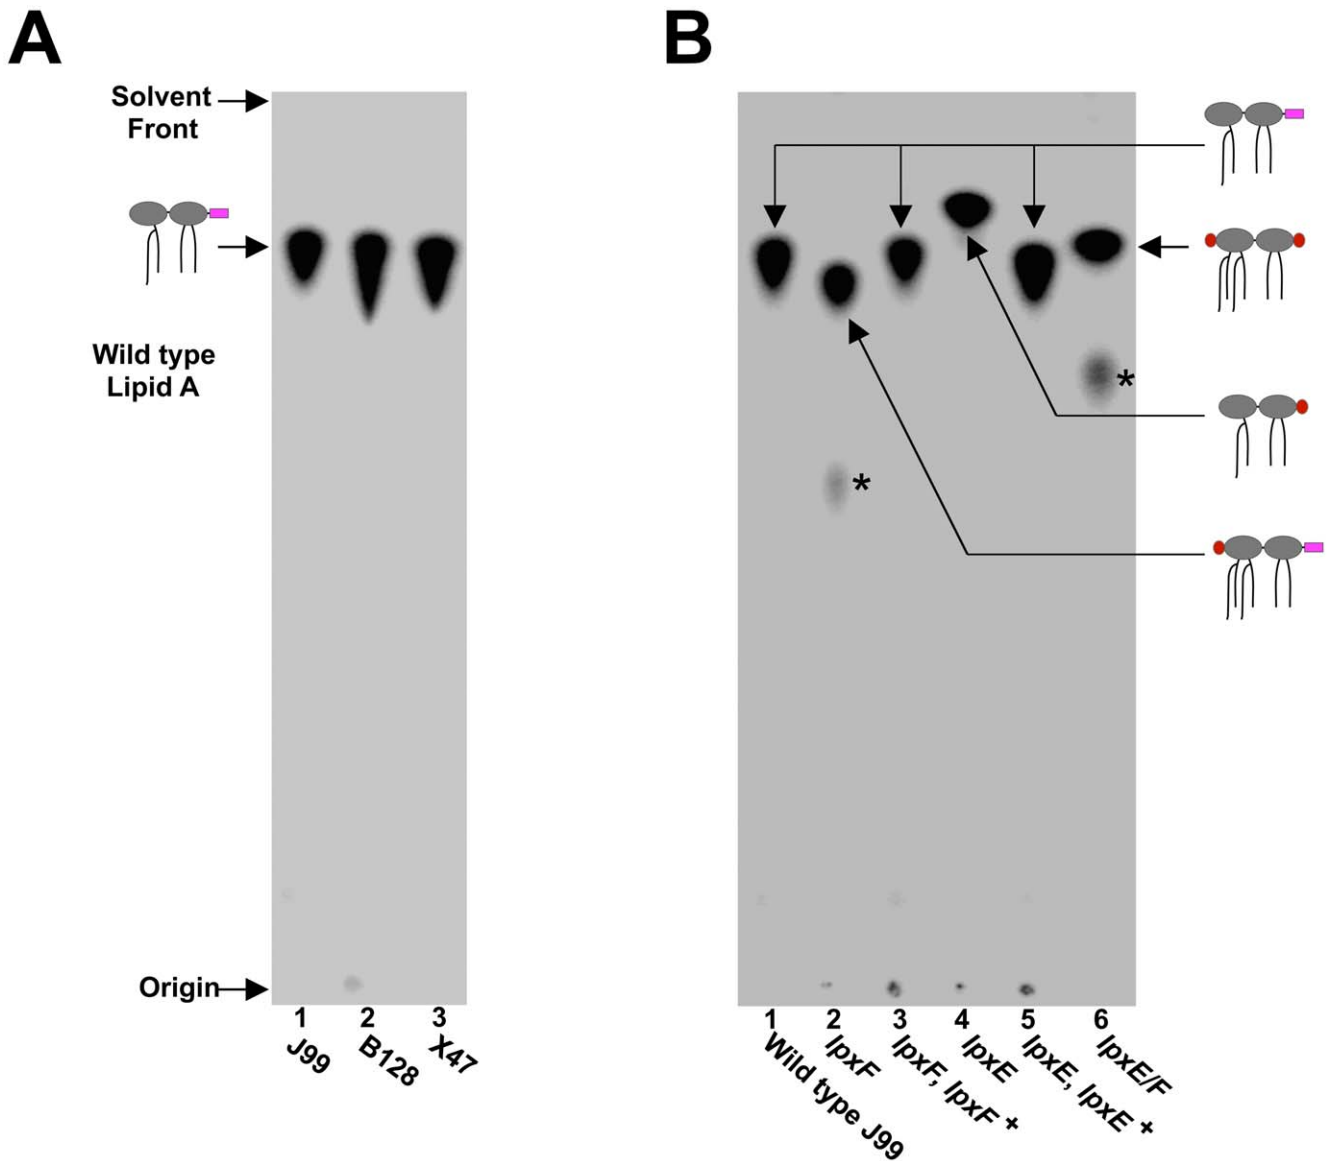 A
B
Solvent
Front
Wild type
Lipid A
*
*
Origin
1
2
3
J99
B128
X47
1
2
3
4
5
6
Wild type J99
lpxF
lpxF, lpxF +
lpxE
lpxE, lpxE +
lpxE/F